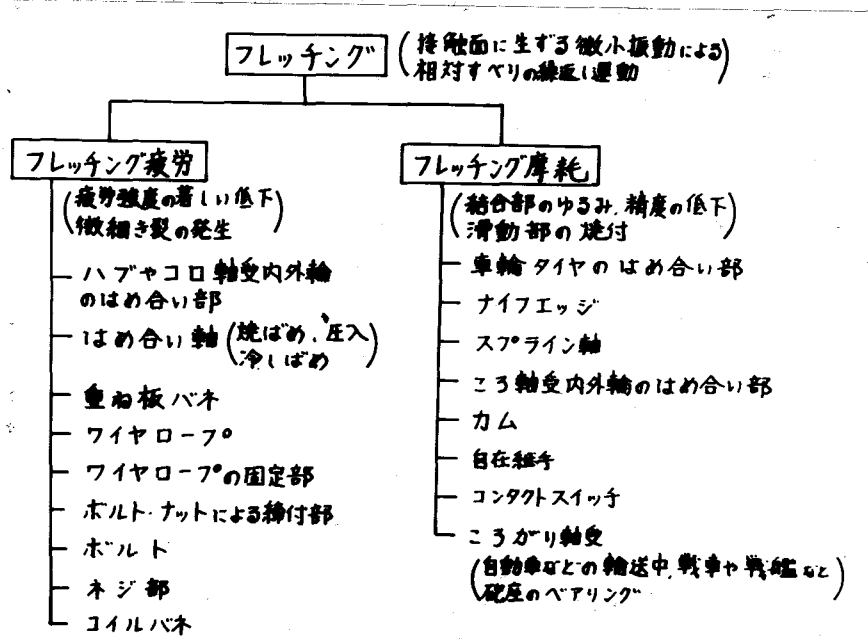 フレッチング
(接触面に生ずる微小振動による
相対すべりの繰返し運動)
フレッチング疲労
(疲労強度の著しい低下
微細き裂の発生)
ハブやコロ軸受内外輪
のはめ合い部
はめ合い軸(焼ばめ、圧入
冷しばめ)
重ね板バネ
ワイヤロープ
ワイヤロープの固定部
ボルト・ナットによる締付部
ボルト
ネジ部
コイルバネ
フレッチング摩耗
(結合部のゆるみ、精度の低下
滑動部の焼付)
車輪タイヤのはめ合い部
ナイフエッジ
スプライン軸
ころ軸受内外輪のはめ合い部
カム
自在継手
コンタクトスイッチ
ころがり軸受
(自動車などの輸送中、戦車や戦艦など
砲座のベアリング)